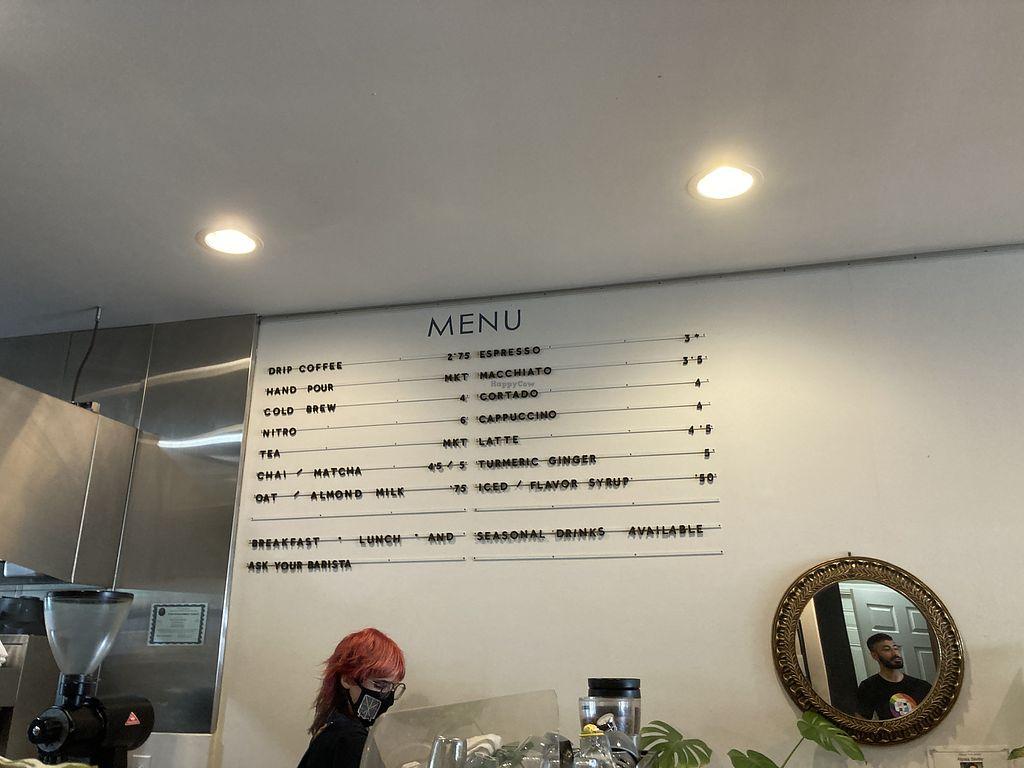 MENU
DRIP COFFEE 2'75
HAND POUR MKT
COLD BREW 4
NITRO 6
TEA MKT
CHAI / MATCHA 4'5 / 5
OAT / ALMOND MILK '75
ESPRESSO 3
MACCHIATO 3'5
CORTADO 4
CAPPUCCINO 4
LATTE 4'5
TURMERIC GINGER 5
ICED / FLAVOR SYRUP '50
BREAKFAST ' LUNCH ' AND SEASONAL DRINKS AVAILABLE
ASK YOUR BARISTA
HappyCow